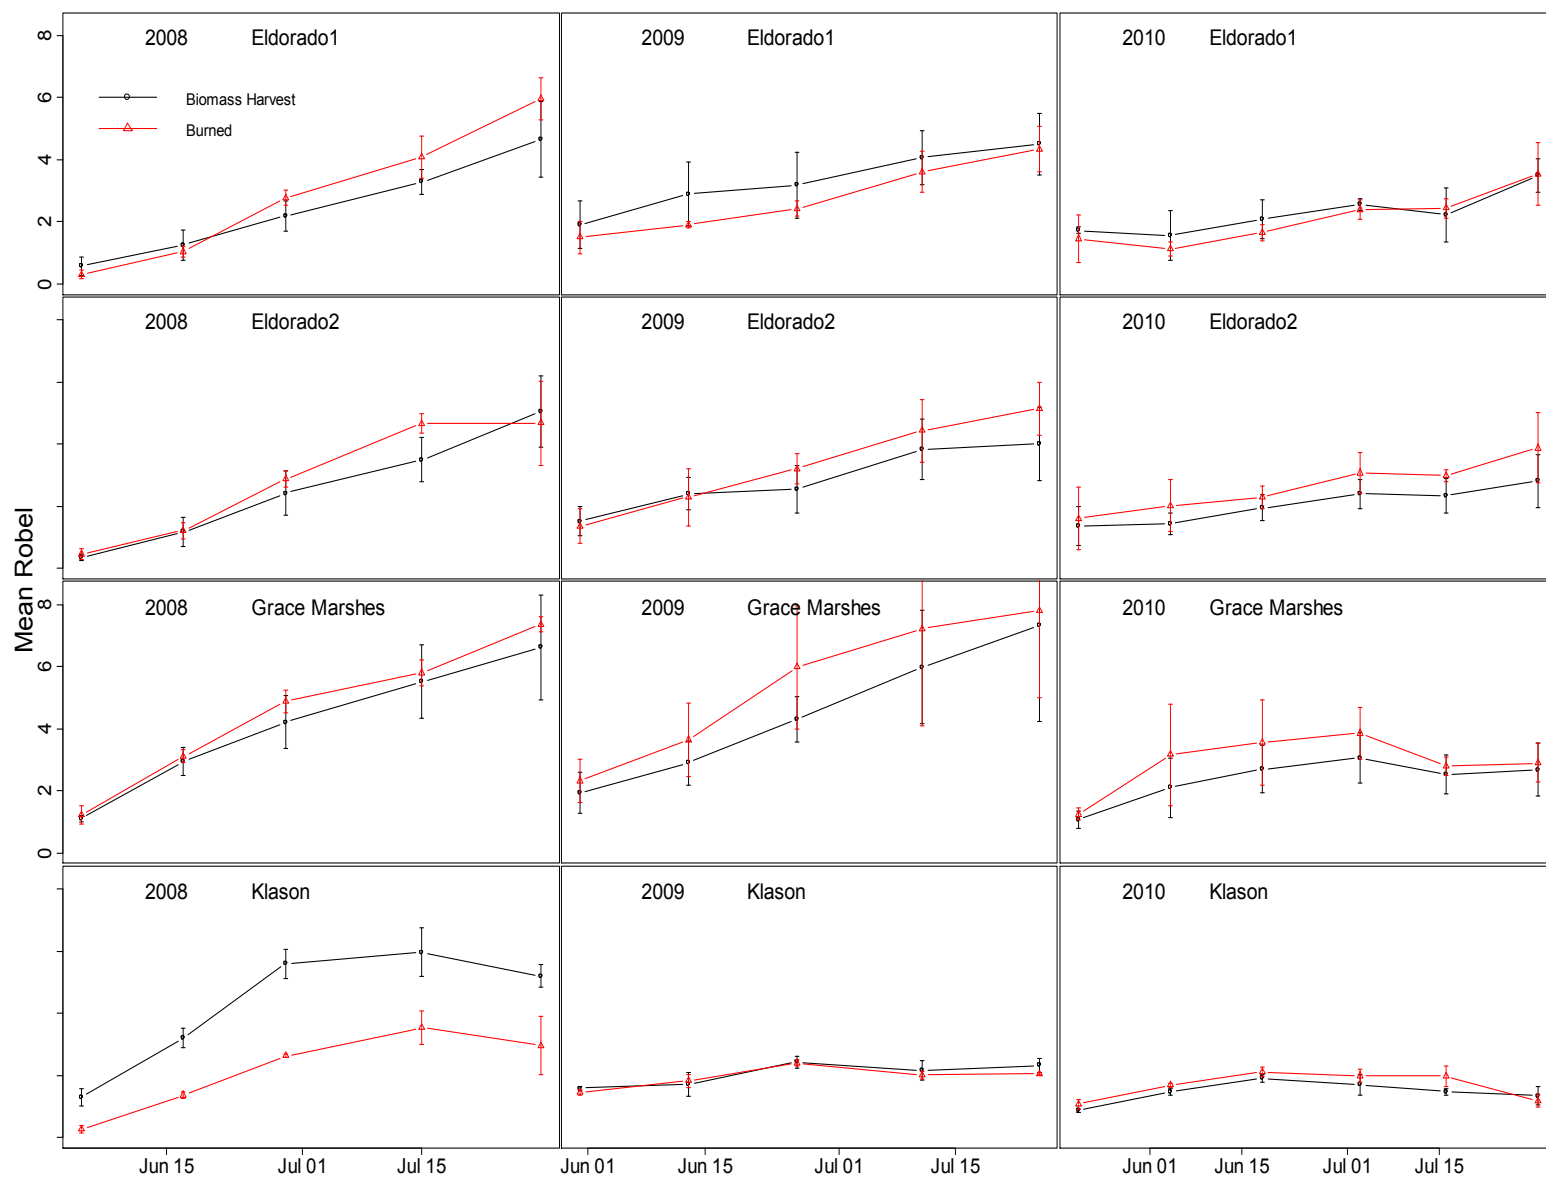 2008 Eldorado1
2009 Eldorado1
2010 Eldorado1
Biomass Harvest
Burned
8
6
4
2
0
2008 Eldorado2
2009 Eldorado2
2010 Eldorado2
Mean Robel
2008 Grace Marshes
2009 Grace Marshes
2010 Grace Marshes
8
6
4
2
0
2008 Klason
2009 Klason
2010 Klason
Jun 15 Jul 01 Jul 15
Jun 01 Jun 15 Jul 01 Jul 15
Jun 01 Jun 15 Jul 01 Jul 15